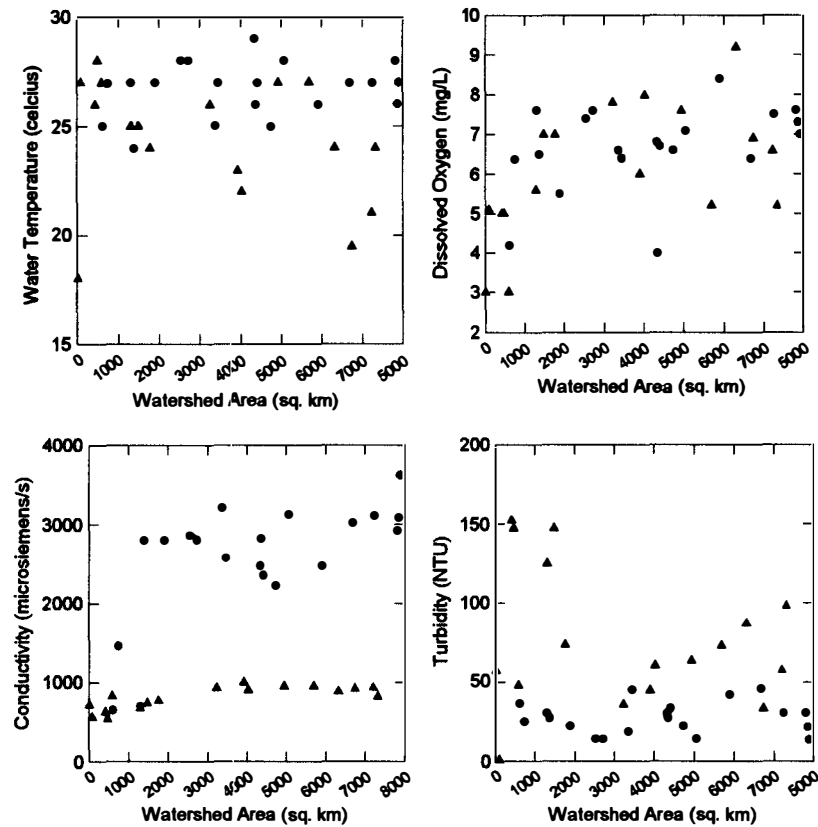 Water Temperature (celcius)
30
25
20
15
0 1000 2000 3000 4000 5000 6000 7000 8000
Watershed Area (sq. km)
Dissolved Oxygen (mg/L)
10
9
8
7
6
5
4
3
2
0 1000 2000 3000 4000 5000 6000 7000 8000
Watershed Area (sq. km)
Conductivity (microsiemens/s)
4000
3000
2000
1000
0
0 1000 2000 3000 4000 5000 6000 7000 8000
Watershed Area (sq. km)
Turbidity (NTU)
200
150
100
50
0
0 1000 2000 3000 4000 5000 6000 7000 8000
Watershed Area (sq. km)